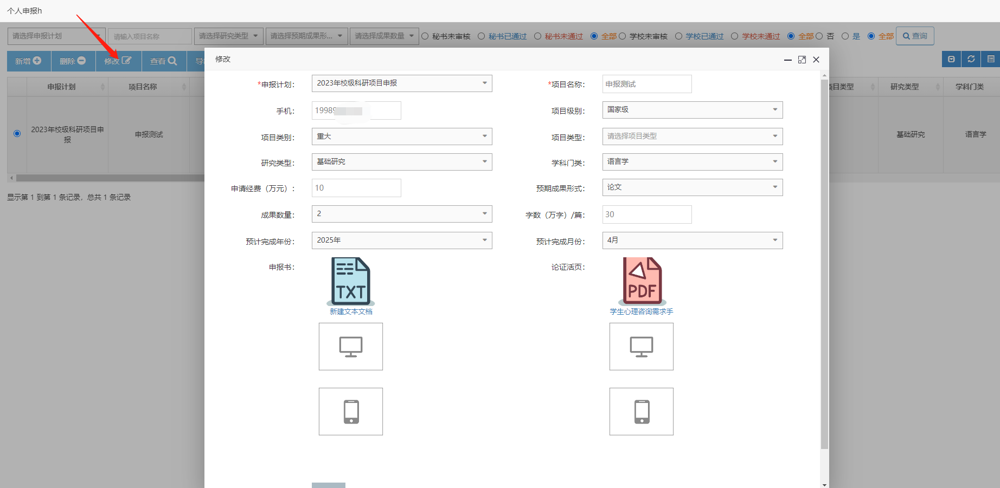 个人申报h
请选择申报计划 请输入项目名称 请选择研究类型 请选择预期成果形... 请选择成果数量 秘书未审核 秘书已通过 秘书未通过 全部 学校未审核 学校已通过 学校未通过 全部 否 是 全部 查询
新增 删除 修改 查看
修改
申报计划 项目名称 项目类型 研究类型 学科门类
2023年校级科研项目申
报
申报测试 基础研究 语言学
显示第 1 到第 1 条记录，总共 1 条记录
*申报计划： 2023年校级科研项目申报 *项目名称： 申报测试
手机： 1998 项目级别： 国家级
项目类别： 重大 项目类型： 请选择项目类型
研究类型： 基础研究 学科门类： 语言学
申请经费（万元）： 10 预期成果形式： 论文
成果数量： 2 字数（万字）/篇： 30
预计完成年份： 2025年 预计完成月份： 4月
申报书： 论证活页：
TXT PDF
新建文本文档 学生心理咨询需求手